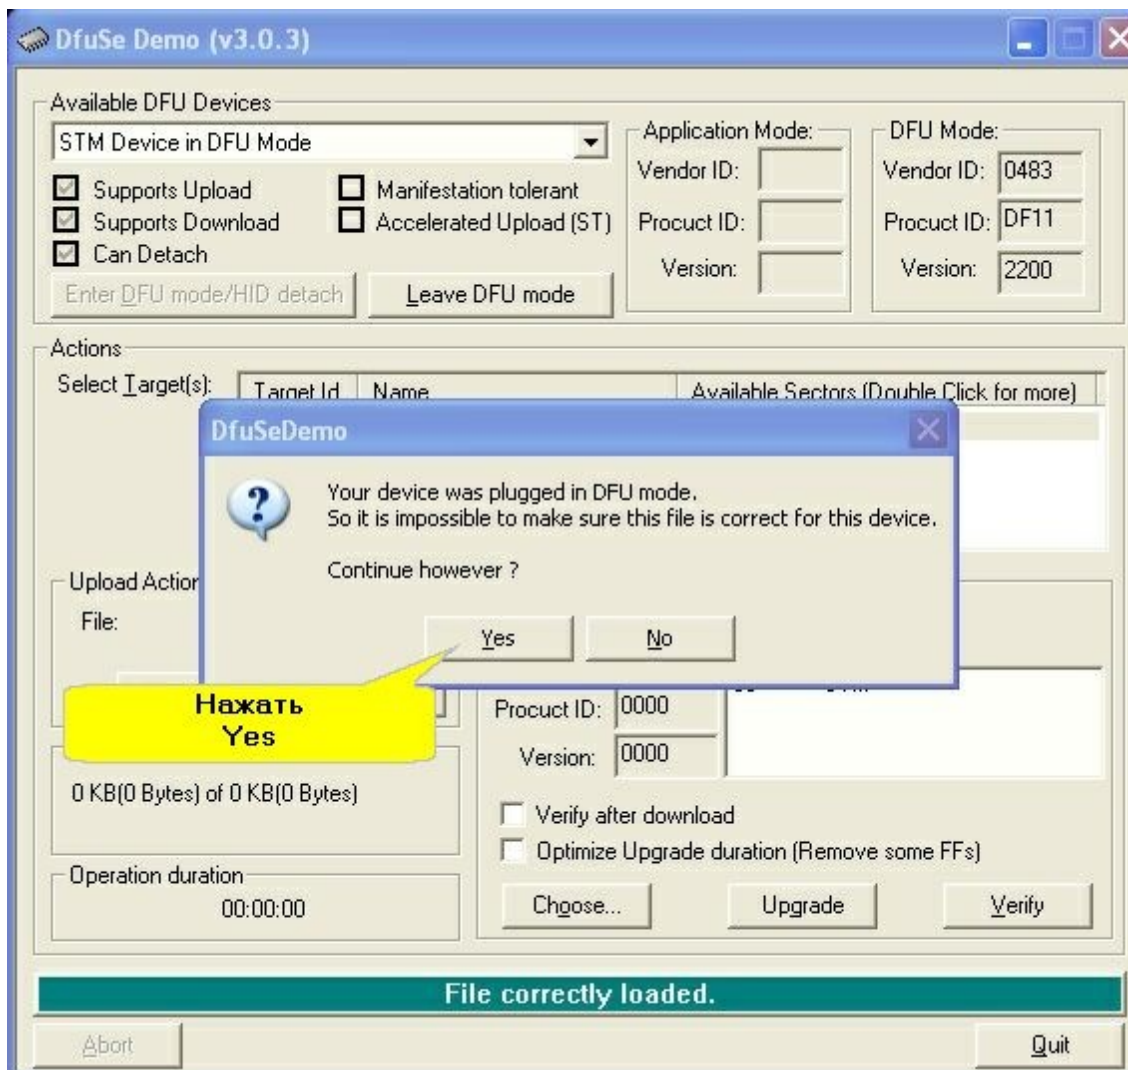 DfuSe Demo (v3.0.3)
Available DFU Devices
STM Device in DFU Mode
Supports Upload
Manifestation tolerant
Supports Download
Accelerated Upload (ST)
Can Detach
Enter DFU mode/HID detach
Leave DFU mode
Application Mode:
Vendor ID:
Procuct ID:
Version:
DFU Mode:
Vendor ID: 0483
Procuct ID: DF11
Version: 2200
Actions
Select Target(s):
Target Id Name Available Sectors (Double Click for more)
DfuSeDemo
Your device was plugged in DFU mode.
So it is impossible to make sure this file is correct for this device.
Continue however ?
Yes No
Upload Action
File:
Нажать
Yes
Procuct ID: 0000
Version: 0000
0 KB(0 Bytes) of 0 KB(0 Bytes)
Verify after download
Optimize Upgrade duration (Remove some FFs)
Operation duration
00:00:00
Choose... Upgrade Verify
File correctly loaded.
Abort Quit